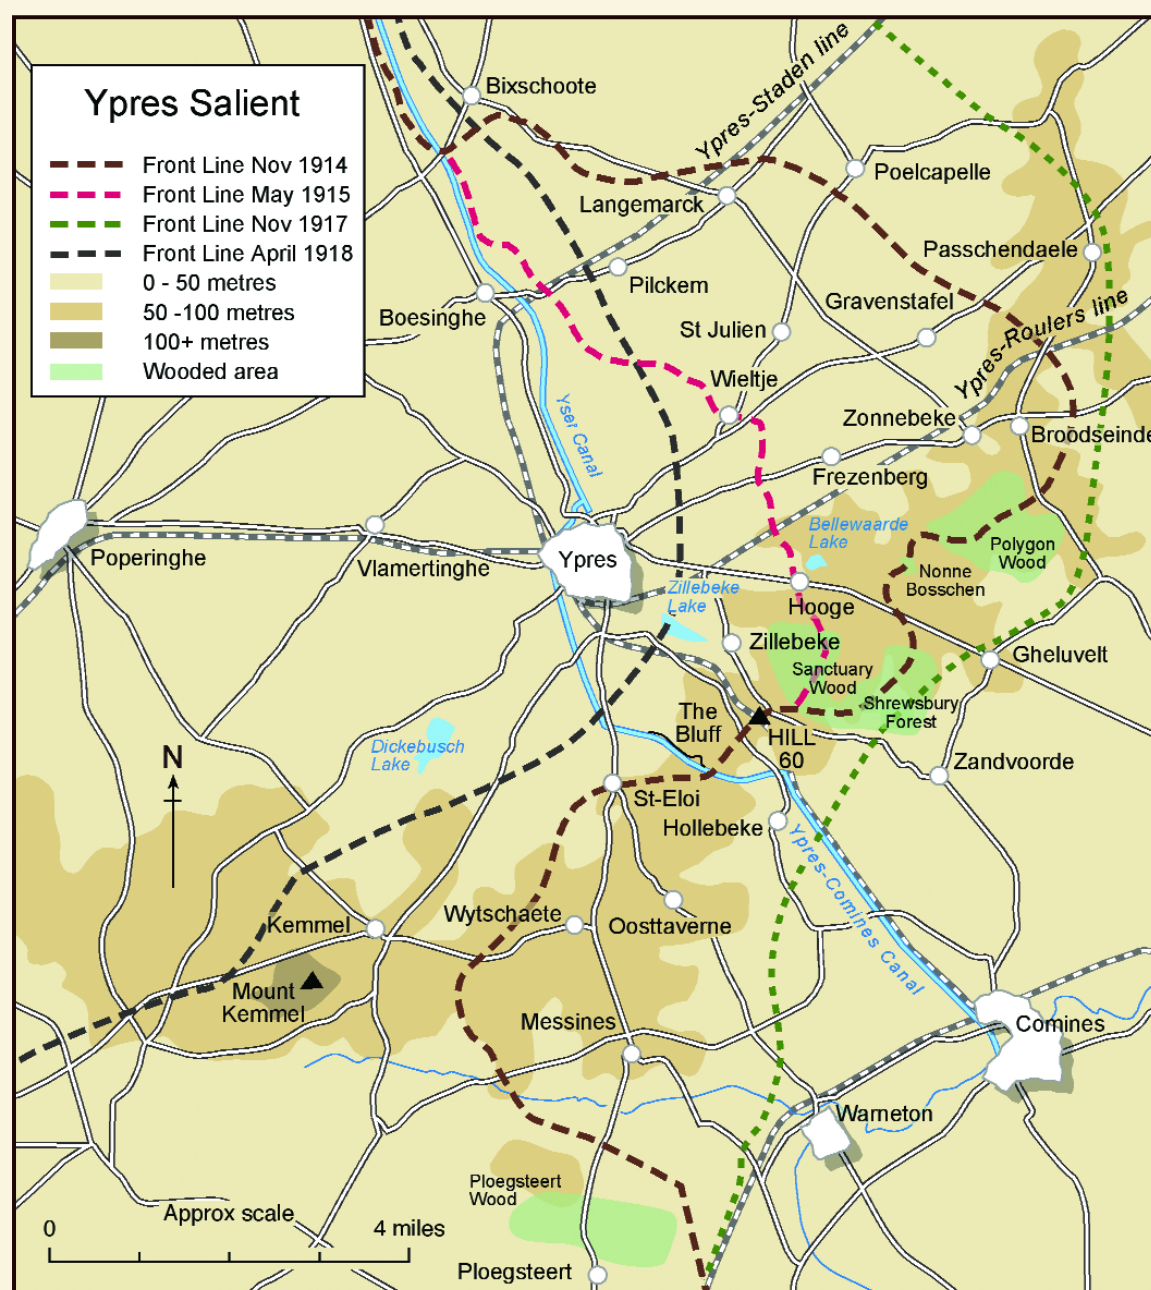 Ypres Salient
Front Line Nov 1914
Front Line May 1915
Front Line Nov 1917
Front Line April 1918
0 - 50 metres
50 -100 metres
100+ metres
Wooded area
Bixschoote
Ypres-Staden line
Poelcapelle
Langemarck
Passchendaele
Pilckem
Gravenstafel
Boesinghe
St Julien
Ypres-Roulers line
Wieltje
Yser Canal
Zonnebeke
Broodseinde
Frezenberg
Bellewaarde
Lake
Poperinghe
Vlamertinghe
Ypres
Polygon
Wood
Nonne
Bosschen
Zillebeke
Lake
Hooge
Zillebeke
Gheluvelt
Sanctuary
Wood
Shrewsbury
Forest
The
Bluff
HILL
60
Dickebusch
Lake
N
Zandvoorde
St-Eloi
Hollebeke
Ypres-Comines Canal
Kemmel
Wytschaete
Oosttaverne
Mount
Kemmel
Messines
Comines
Warneton
Ploegsteert
Wood
Approx scale
0
4 miles
Ploegsteert